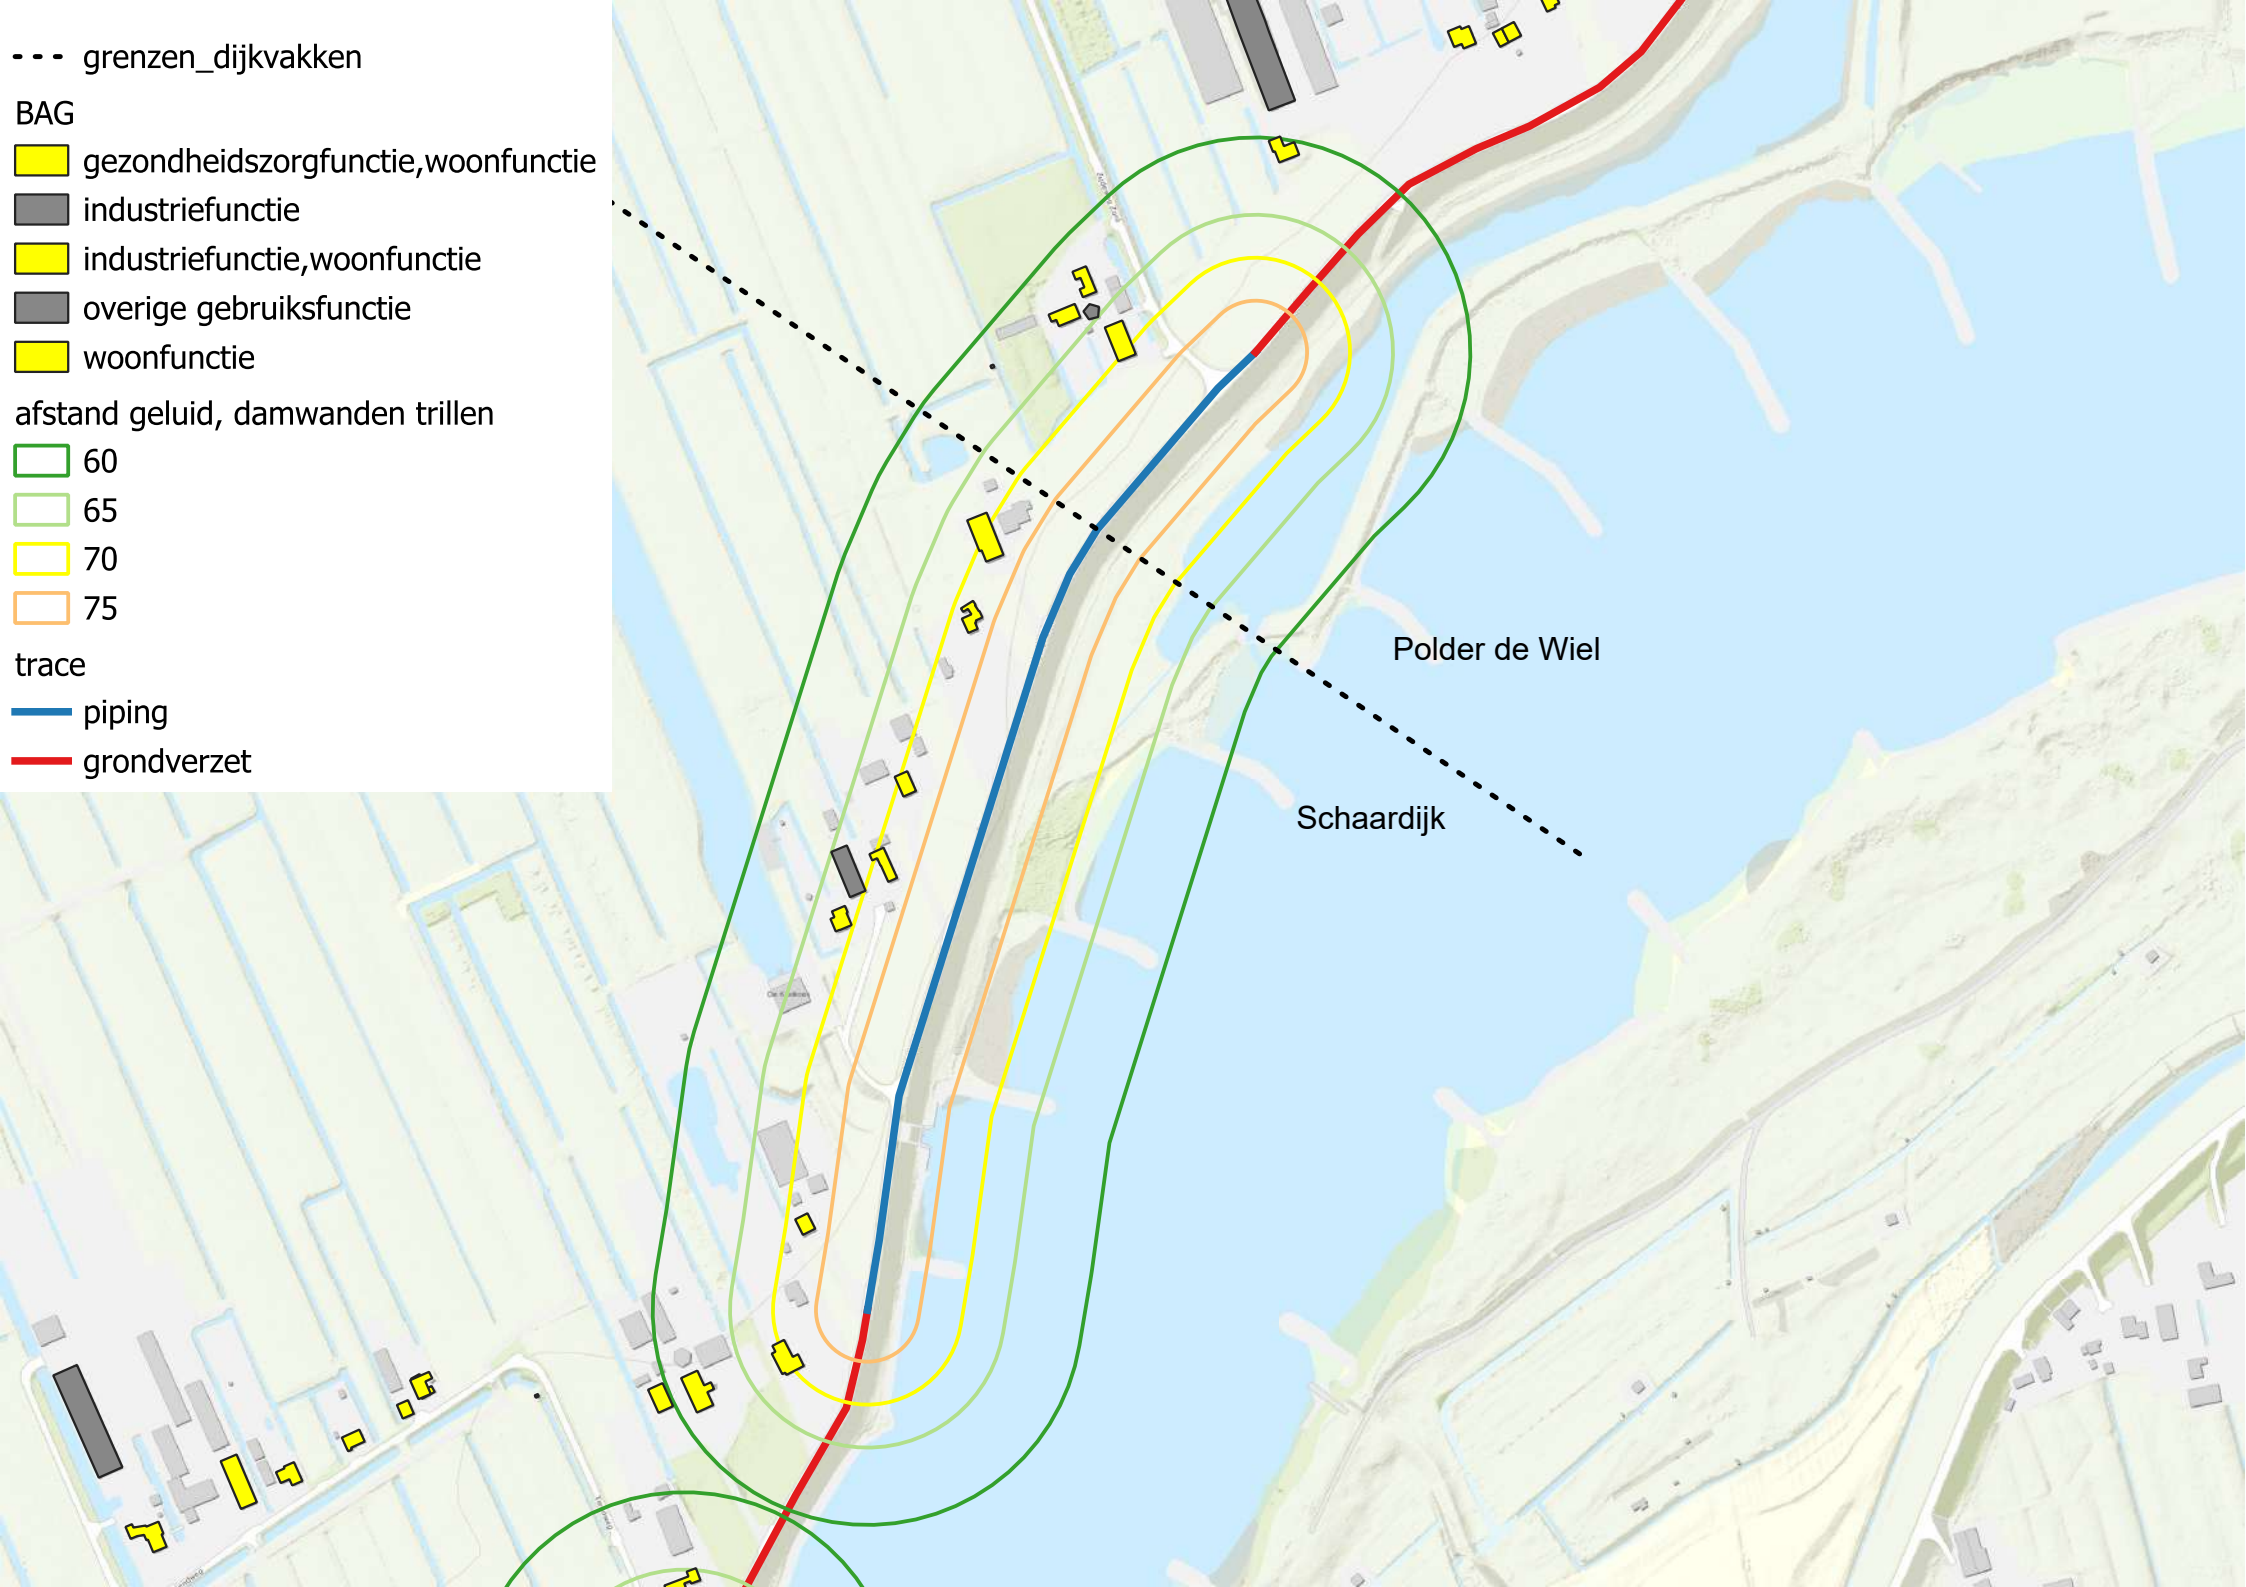 grenzen_dijkvakken
BAG
gezondheidszorgfunctie,woonfunctie
industriefunctie
industriefunctie,woonfunctie
overige gebruiksfunctie
woonfunctie
afstand geluid, damwanden trillen
60
65
70
75
trace
piping
grondverzet
Polder de Wiel
Schaardijk